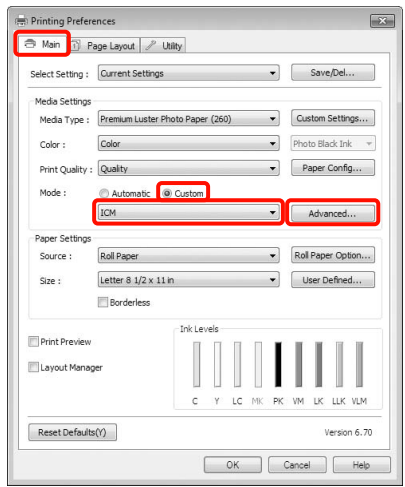 Printing Preferences
Main Page Layout Utility
Select Setting : Current Settings Save/Del...
Media Settings
Media Type : Premium Luster Photo Paper (260) Custom Settings...
Color : Color Photo Black Ink
Print Quality : Quality Paper Config...
Mode : Automatic Custom
ICM Advanced...
Paper Settings
Source : Roll Paper Roll Paper Option...
Size : Letter 8 1/2 x 11 in User Defined...
Borderless
Ink Levels
Print Preview
Layout Manager
C Y LC MK PK VM LK LLK VLM
Reset Defaults(Y) Version 6.70
OK Cancel Help